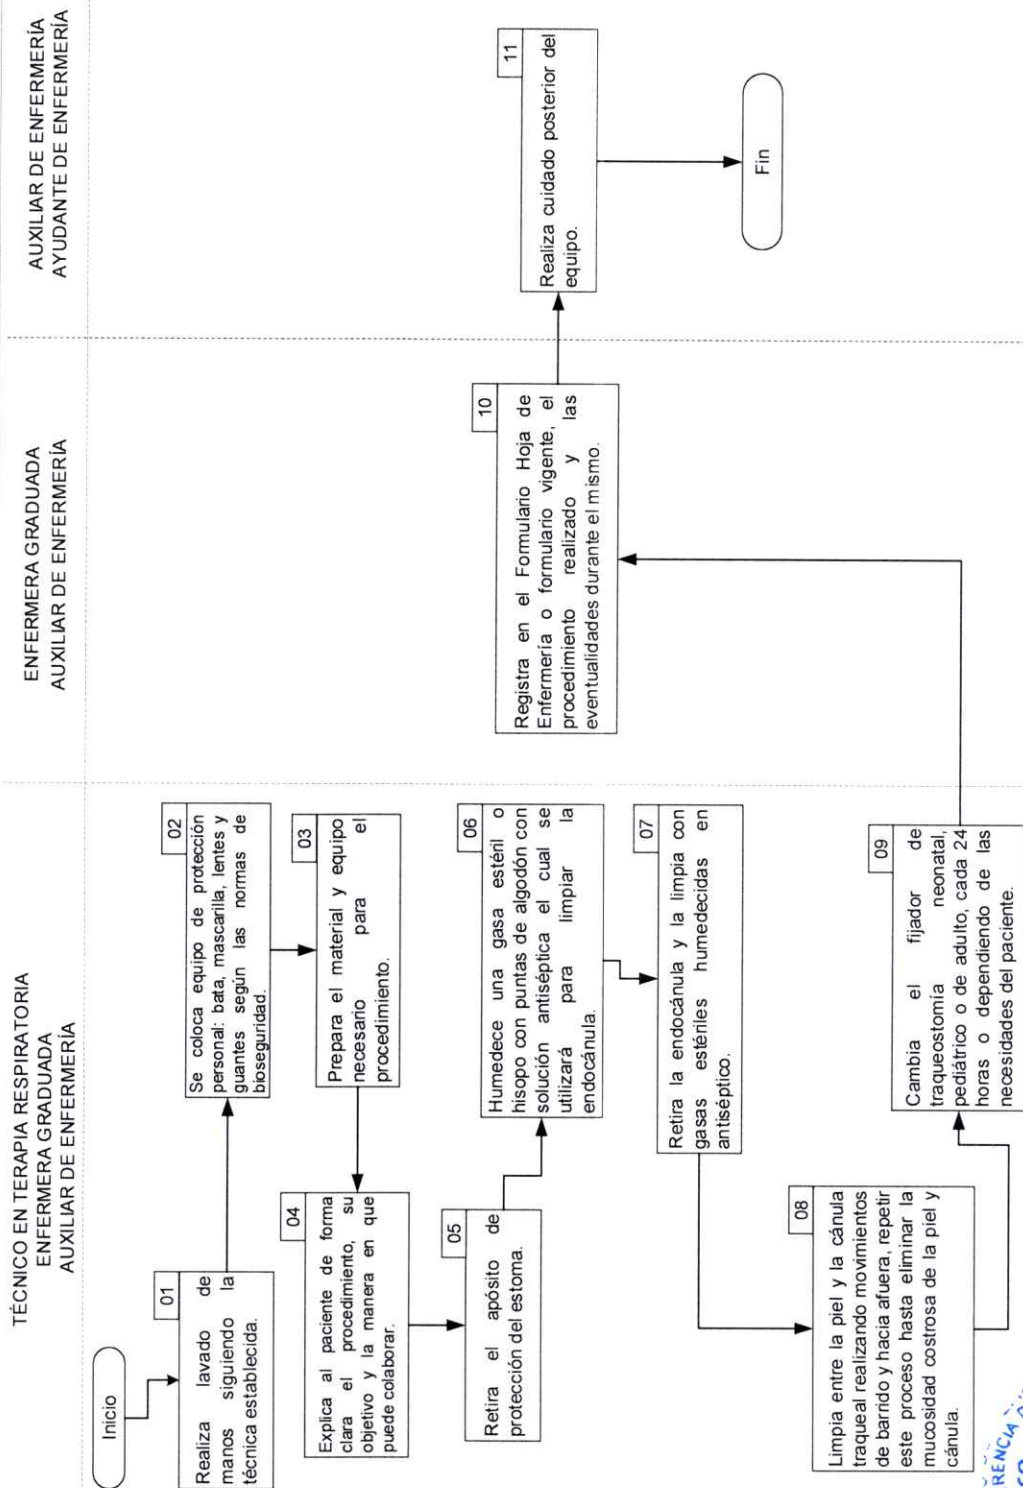 TÉCNICO EN TERAPIA RESPIRATORIA
ENFERMERA GRADUADA
AUXILIAR DE ENFERMERÍA
ENFERMERA GRADUADA
AUXILIAR DE ENFERMERÍA
AUXILIAR DE ENFERMERÍA
AYUDANTE DE ENFERMERÍA
Inicio
01
Realiza lavado de
manos siguiendo la
técnica establecida.
02
Se coloca equipo de protección
personal: bata, mascarilla, lentes y
guantes según las normas de
bioseguridad.
03
Prepara el material y equipo
necesario para el
procedimiento.
04
Explica al paciente de forma
clara el procedimiento, su
objetivo y la manera en que
puede colaborar.
05
Retira el apósito de
protección del estoma.
06
Humedece una gasa estéril o
hisopo con puntas de algodón con
solución antiséptica el cual se
utilizará para limpiar la
endocánula.
07
Retira la endocánula y la limpia con
gasas estériles humedecidas en
antiséptico.
08
Limpia entre la piel y la cánula
traqueal realizando movimientos
de barrido y hacia afuera, repetir
este proceso hasta eliminar la
mucosidad costrosa de la piel y
cánula.
09
Cambia el fijador de
traqueostomía neonatal,
pediátrico o de adulto, cada 24
horas o dependiendo de las
necesidades del paciente.
10
Registra en el Formulario Hoja de
Enfermería o formulario vigente, el
procedimiento realizado y las
eventualidades durante el mismo.
11
Realiza cuidado posterior del
equipo.
Fin